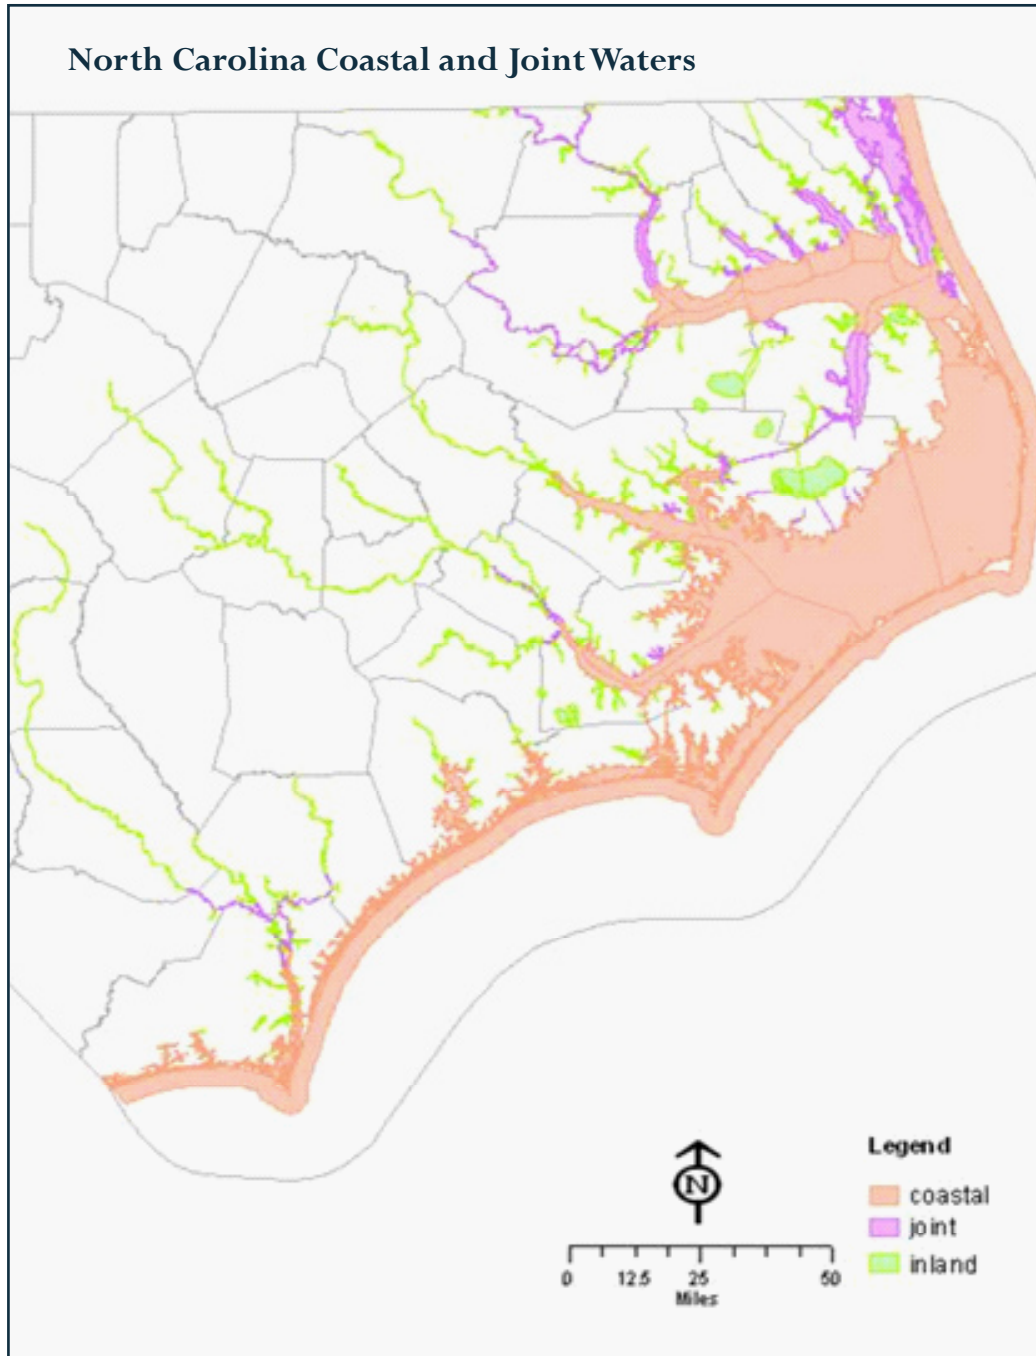 North Carolina Coastal and Joint Waters
N
Legend
coastal
joint
inland
0 12.5 25 50
Miles